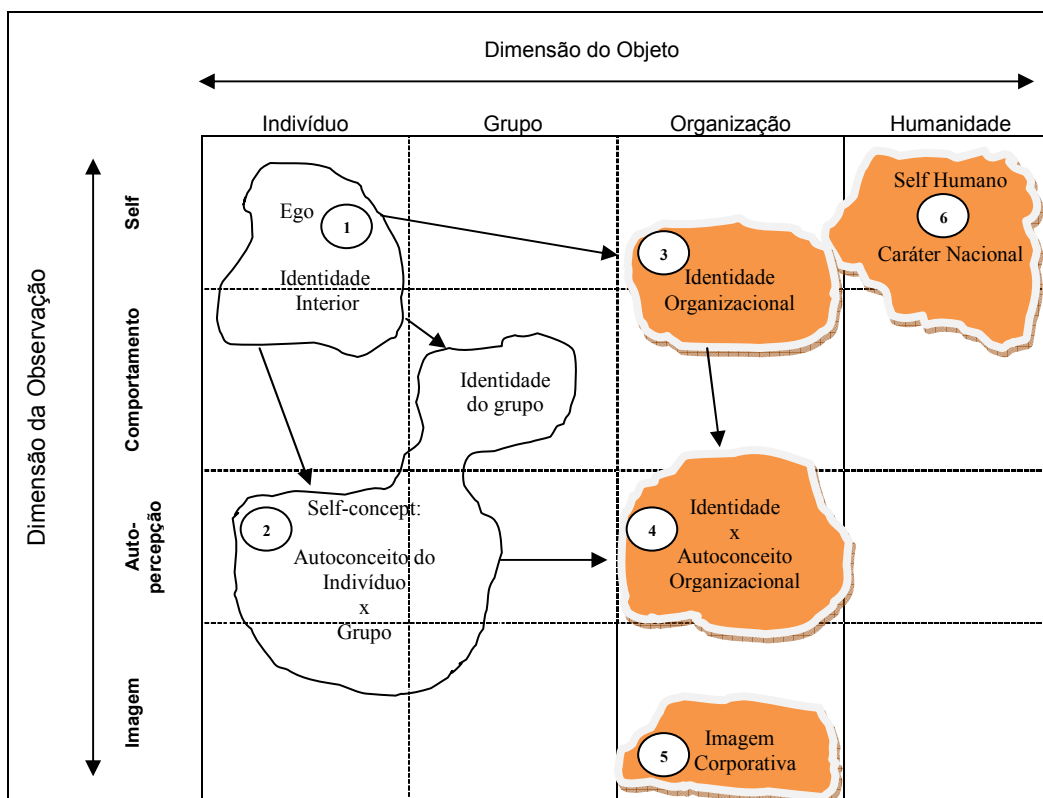 Dimensão do Objeto
Indivíduo
Grupo
Organização
Humanidade
Dimensão da Observação
Self
Comportamento
Auto-
percepção
Imagem
Ego
1
Identidade
Interior
Identidade
do grupo
2
Self-concept:
Autoconceito do
Indivíduo
x
Grupo
3
Identidade
Organizacional
4
Identidade
x
Autoconceito
Organizacional
5
Imagem
Corporativa
Self Humano
6
Caráter Nacional